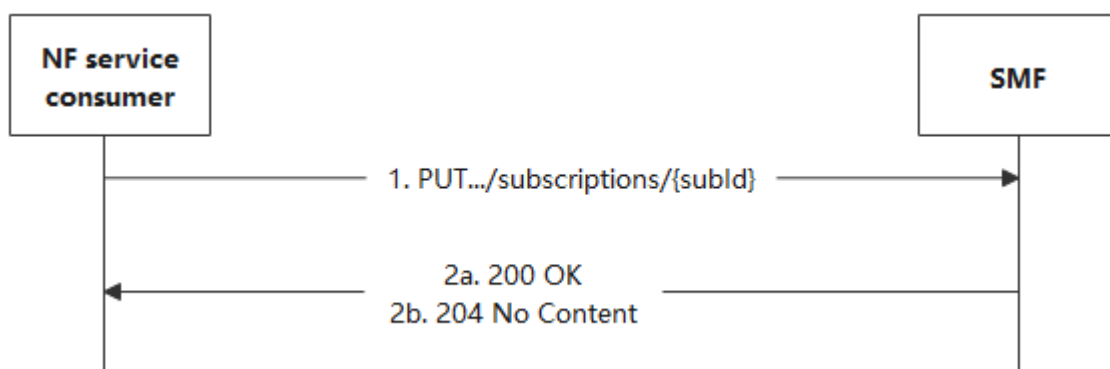 NF service
consumer
SMF
1. PUT.../subscriptions/{subId}
2a. 200 OK
2b. 204 No Content